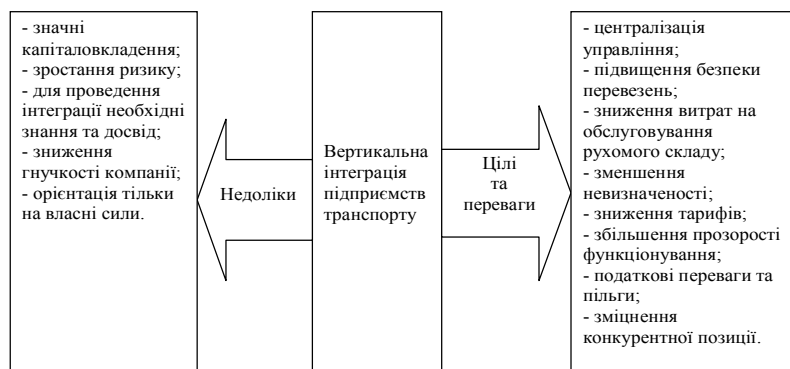 - значні
капіталовкладення;
- зростання ризику;
- для проведення
інтеграції необхідні
знання та досвід;
- зниження
гнучкості компанії;
- орієнтація тільки
на власні сили.
Недоліки
Вертикальна
інтеграція
підприємств
транспорту
Цілі
та
переваги
- централізація
управління;
- підвищення безпеки
перевезень;
- зниження витрат на
обслуговування
рухомого складу;
- зменшення
невизначеності;
- зниження тарифів;
- збільшення прозорості
функціонування;
- податкові переваги та
пільги;
- зміцнення
конкурентної позиції.